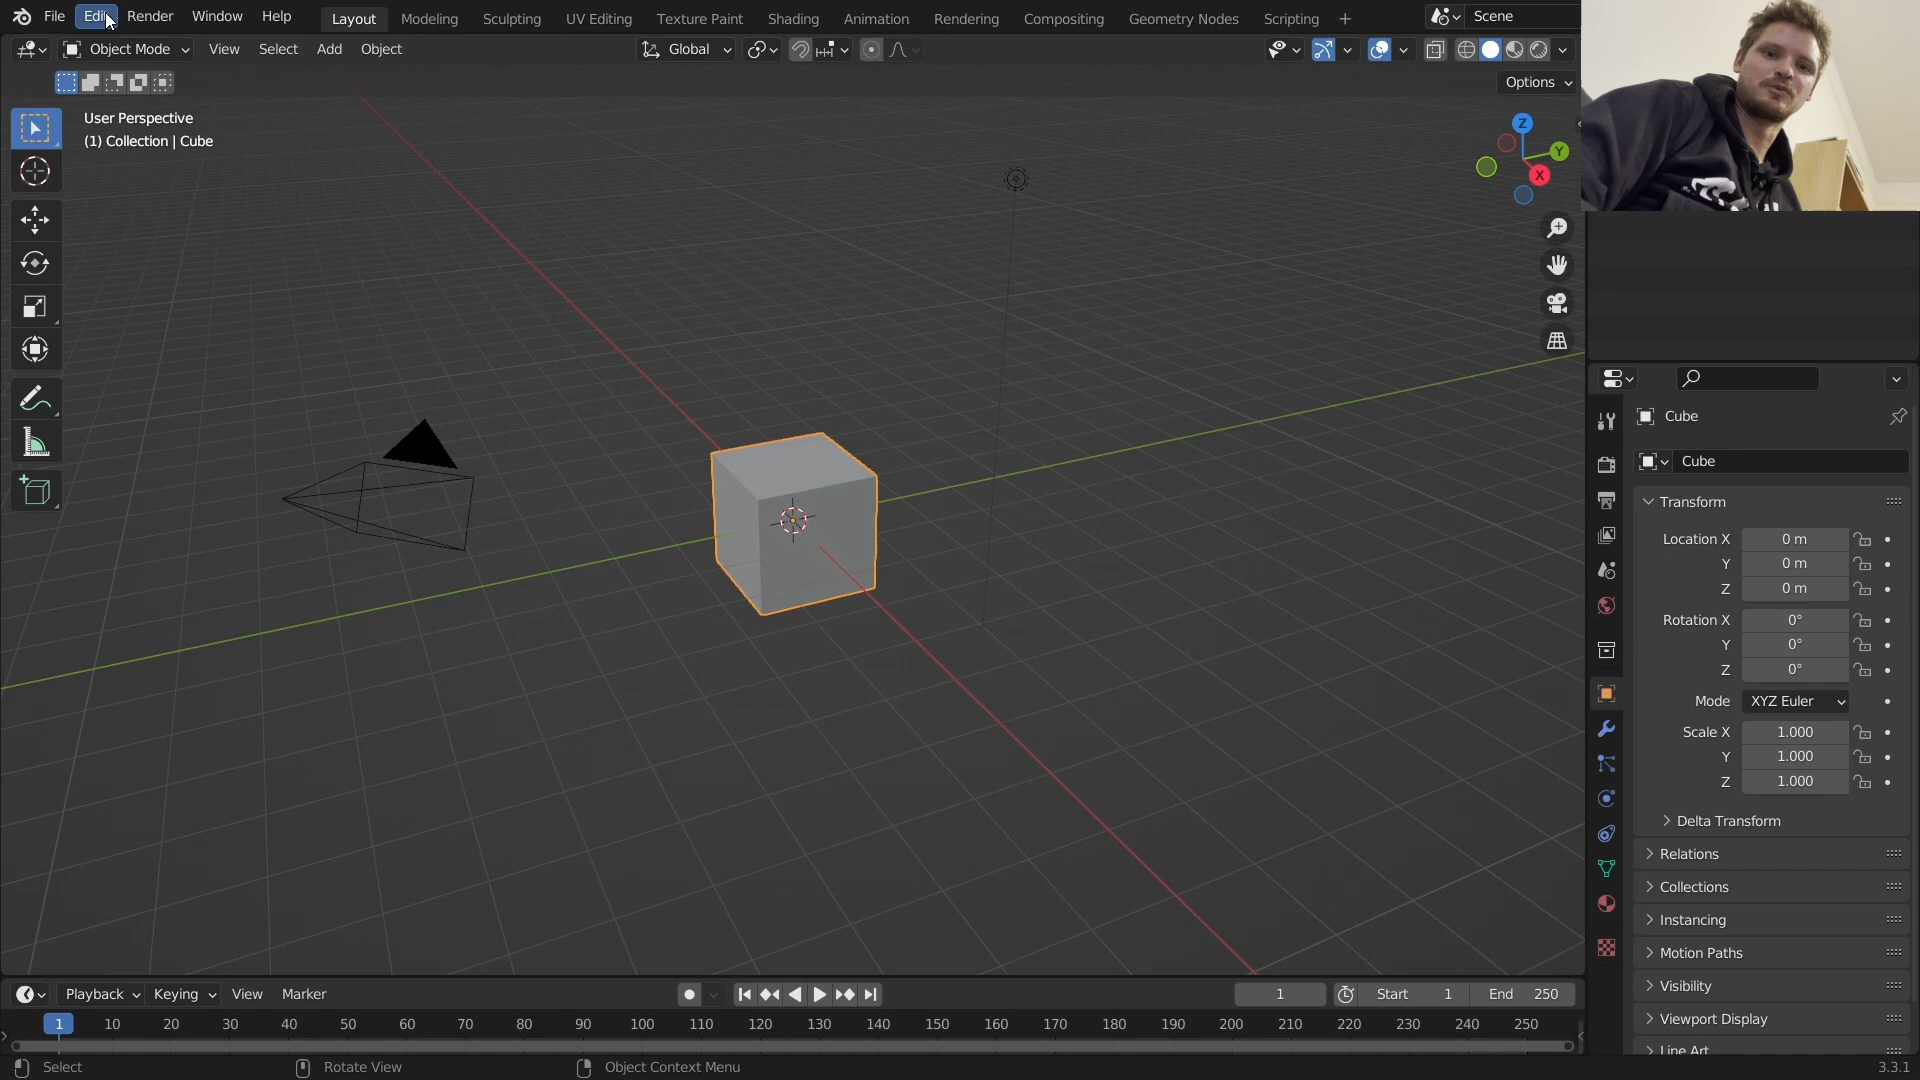 File Edit Render Window Help Layout Modeling Sculpting UV Editing Texture Paint Shading Animation Rendering Compositing Geometry Nodes Scripting + Scene
Object Mode View Select Add Object Global
Options
User Perspective
(1) Collection | Cube
Z
Y
X
Cube
Cube
Transform
Location X 0 m
Y 0 m
Z 0 m
Rotation X 0°
Y 0°
Z 0°
Mode XYZ Euler
Scale X 1.000
Y 1.000
Z 1.000
Delta Transform
Relations
Collections
Instancing
Motion Paths
Visibility
Viewport Display
Line Art
Playback Keying View Marker 1 Start 1 End 250
1 10 20 30 40 50 60 70 80 90 100 110 120 130 140 150 160 170 180 190 200 210 220 230 240 250
Select Rotate View Object Context Menu 3.3.1